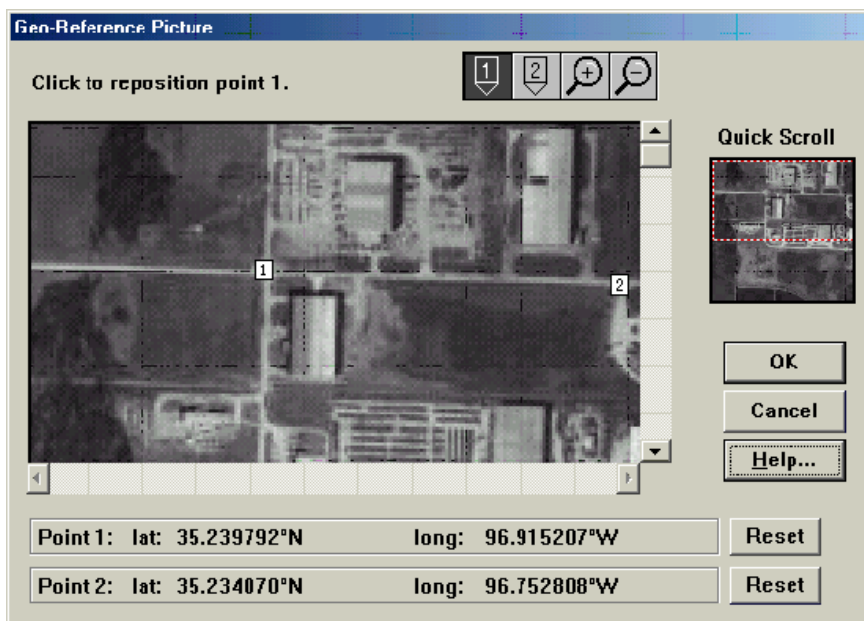 Geo-Reference Picture
Click to reposition point 1.
1
2
Quick Scroll
1
2
OK
Cancel
Help...
Point 1: lat: 35.239792°N long: 96.915207°W
Reset
Point 2: lat: 35.234070°N long: 96.752808°W
Reset